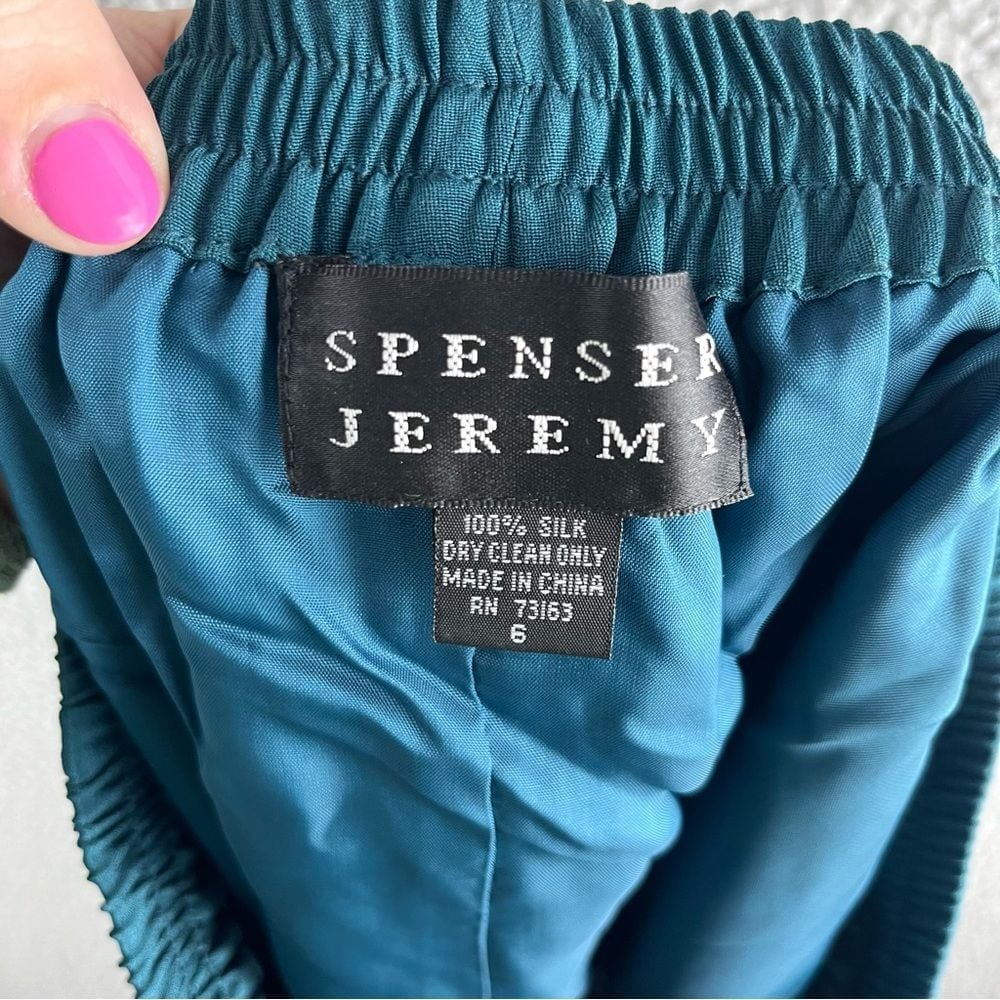 SPENSER
JEREMY
100% SILK
DRY CLEAN ONLY
MADE IN CHINA
RN 73163
6